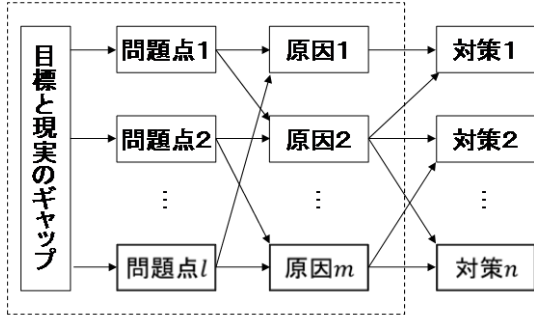 目標と現実のギャップ
問題点1
原因1
対策1
問題点2
原因2
対策2
⋮
⋮
⋮
問題点l
原因m
対策n